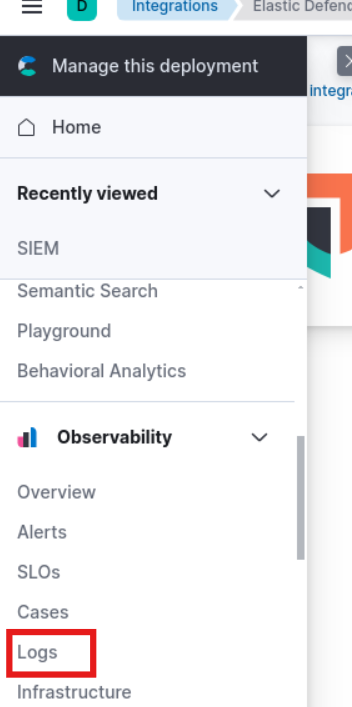 D
Integrations
Elastic Defend
Manage this deployment
integr
Home
Recently viewed
SIEM
Semantic Search
Playground
Behavioral Analytics
Observability
Overview
Alerts
SLOs
Cases
Logs
Infrastructure